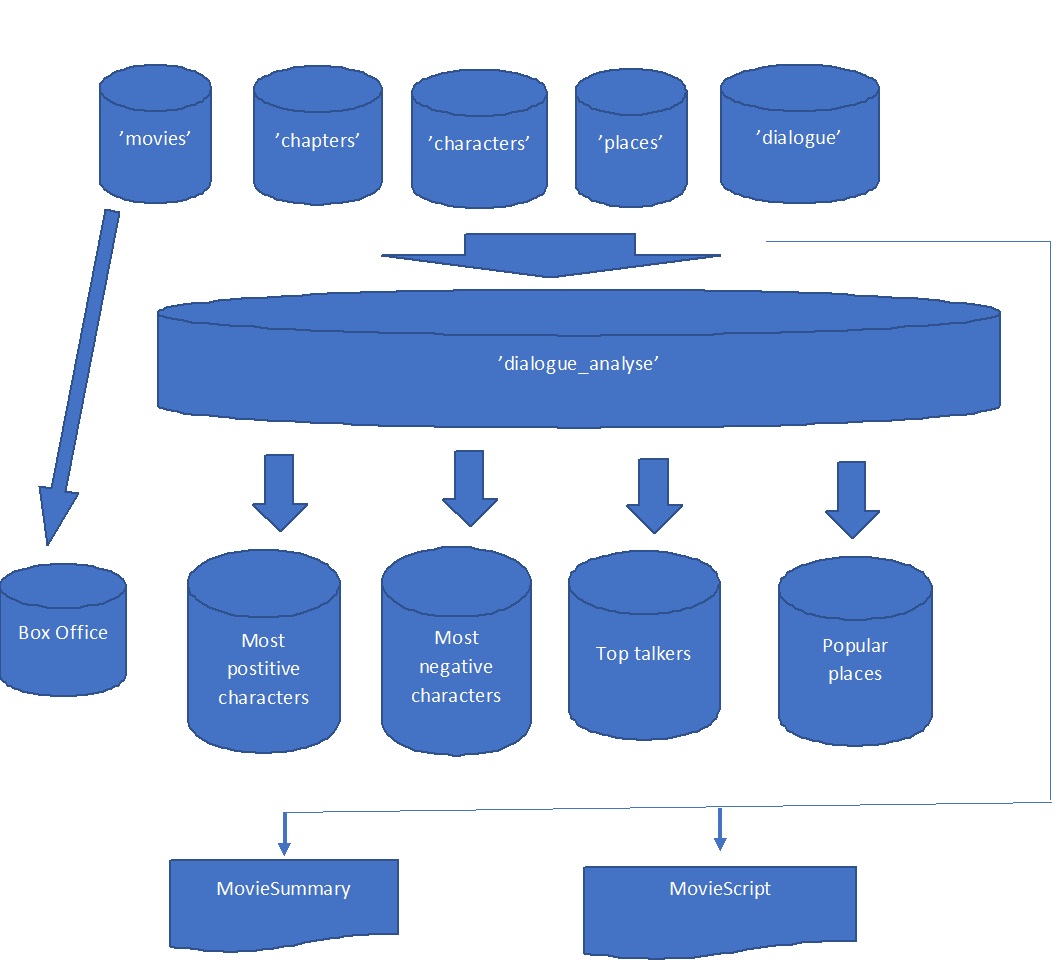 ’movies’
’chapters’
’characters’
’places’
’dialogue’
’dialogue_analyse’
Box Office
Most
postitive
characters
Most
negative
characters
Top talkers
Popular
places
MovieSummary
MovieScript